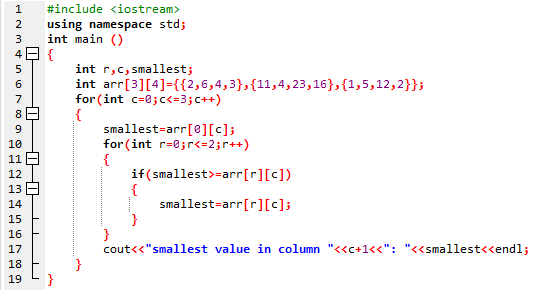 1 #include <iostream>
2 using namespace std;
3 int main ()
4 {
5 int r,c,smallest;
6 int arr[3][4]={{2,6,4,3},{11,4,23,16},{1,5,12,2}};
7 for(int c=0;c<=3;c++)
8 {
9 smallest=arr[0][c];
10 for(int r=0;r<=2;r++)
11 {
12 if(smallest>=arr[r][c])
13 {
14 smallest=arr[r][c];
15 }
16 }
17 cout<<"smallest value in column "<<c+1<<": "<<smallest<<endl;
18 }
19 }